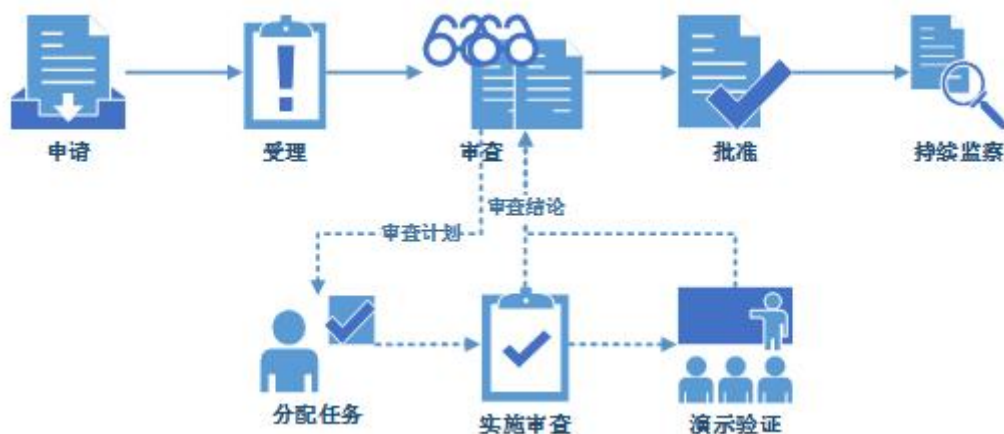 申请
受理
审查
批准
持续监察
审查结论
审查计划
分配任务
实施审查
演示验证